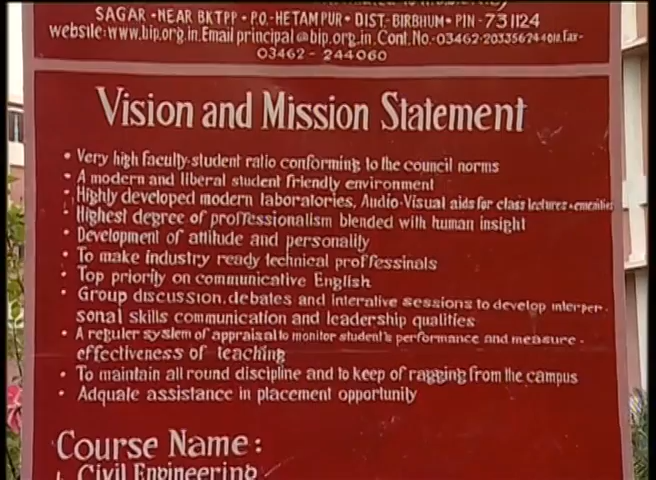 SAGAR • NEAR BKTPP • P.O.-HETAMPUR • DIST.-BIRBHUM • PIN - 731124
website: www.bip.org.in. Email principal@bip.org.in. Cont. No.-03462-203356 Fax-
03462 - 244060
Vision and Mission Statement
• Very high faculty-student ratio conforming to the council norms
• A modern and liberal student friendly environment
• Highly developed modern laboratories, Audio-Visual aids for class lectures
• Highest degree of proffessionalism blended with human insight
• Development of attitude and personality
• To make industry ready technical proffessinals
• Top priority on communicative English
• Group discussion, debates and interative sessions to develop interper-
sonal skills communication and leadership qualities
• A reguler system of appraisal to monitor student's performance and measure -
effectiveness of teaching
• To maintain all round discipline and to keep of ragging from the campus
• Adquale assistance in placement opportunity
Course Name :
1. Civil Engineering